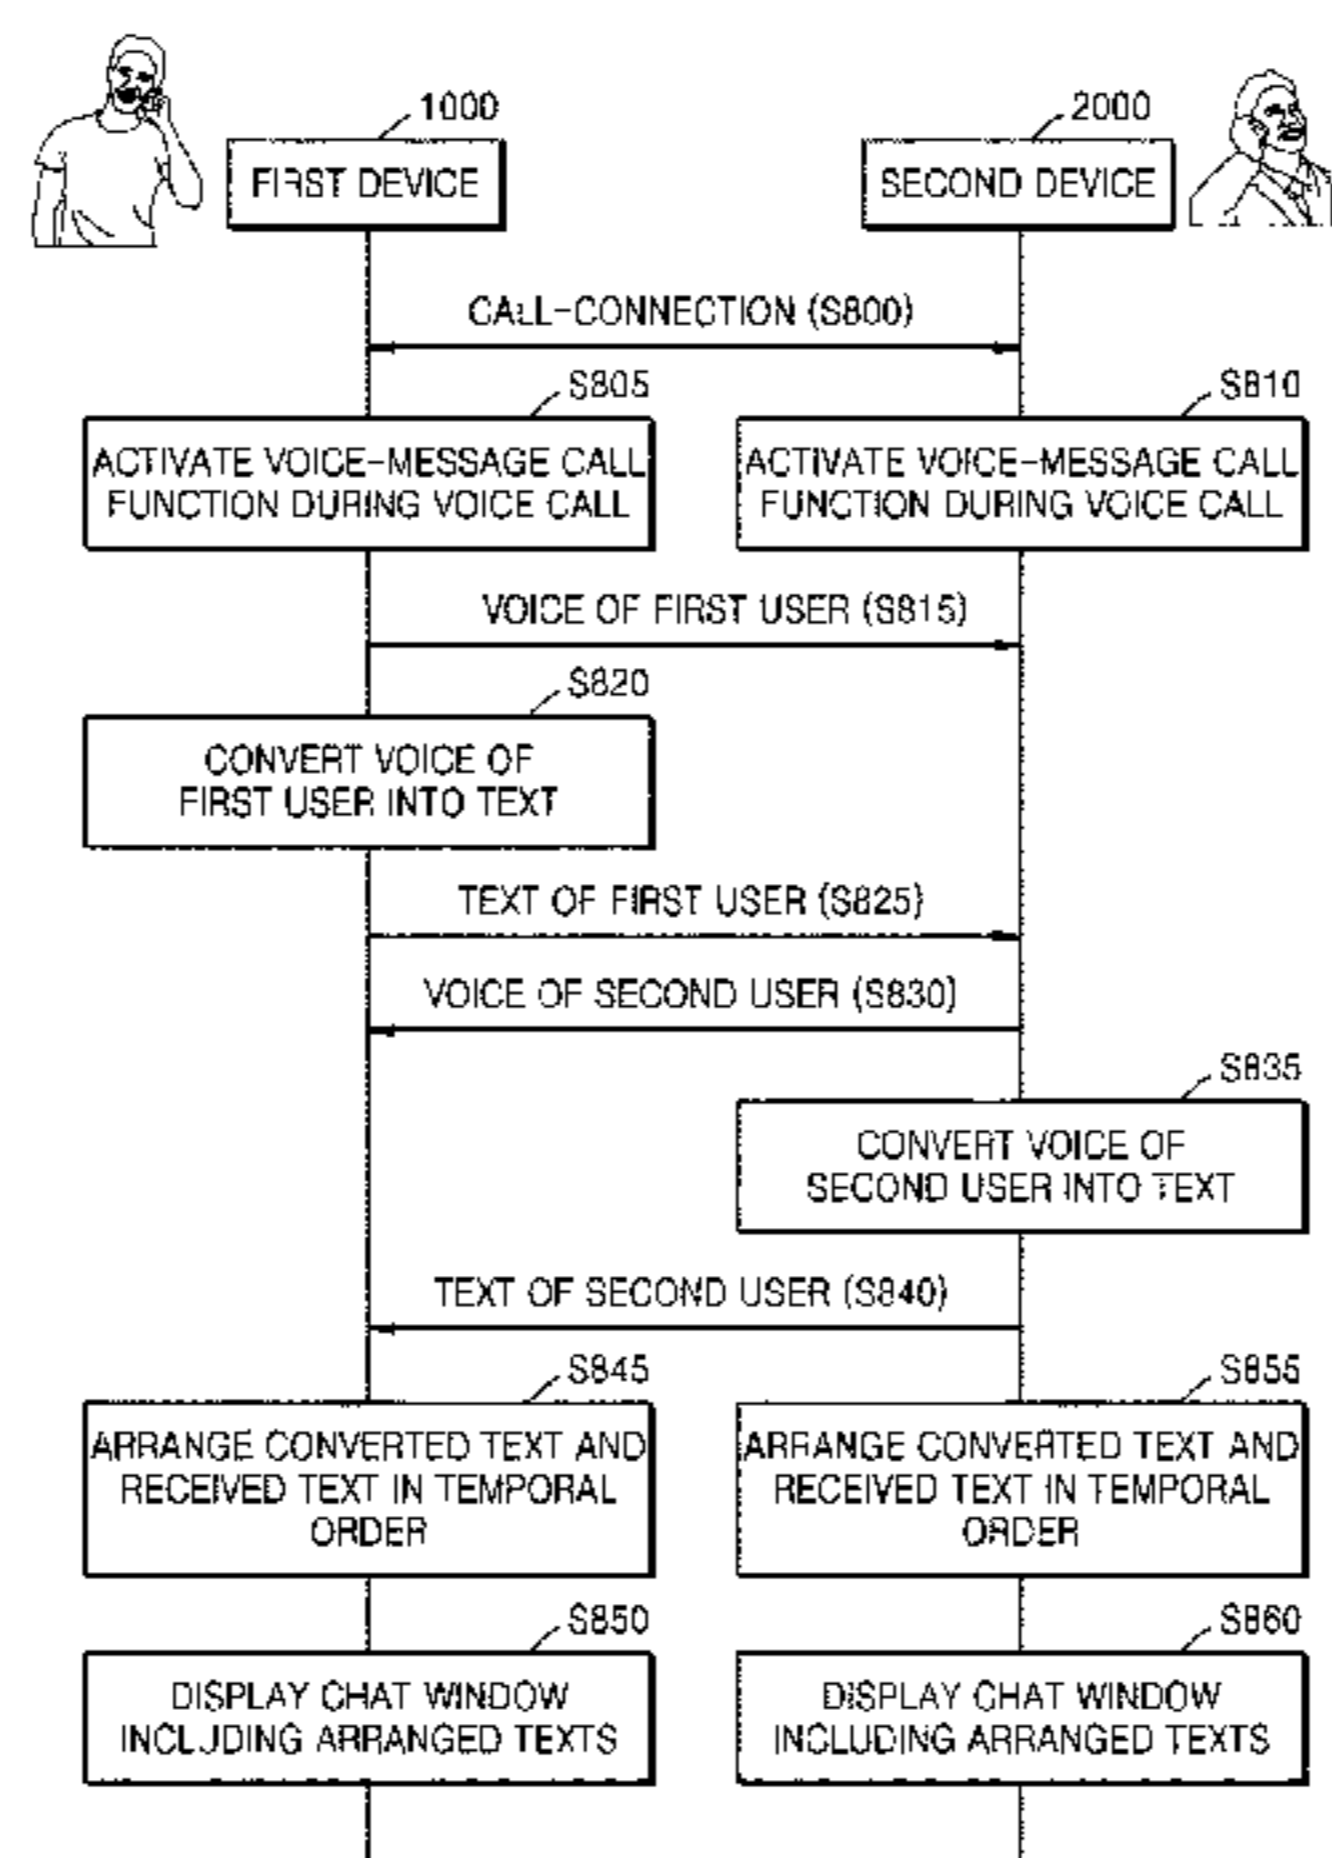 1000
2000
FIRST DEVICE
SECOND DEVICE
CALL-CONNECTION (S800)
S805
S810
ACTIVATE VOICE-MESSAGE CALL
FUNCTION DURING VOICE CALL
ACTIVATE VOICE-MESSAGE CALL
FUNCTION DURING VOICE CALL
VOICE OF FIRST USER (S815)
S820
CONVERT VOICE OF
FIRST USER INTO TEXT
TEXT OF FIRST USER (S825)
VOICE OF SECOND USER (S830)
S835
CONVERT VOICE OF
SECOND USER INTO TEXT
TEXT OF SECOND USER (S840)
S845
S855
ARRANGE CONVERTED TEXT AND
RECEIVED TEXT IN TEMPORAL
ORDER
ARRANGE CONVERTED TEXT AND
RECEIVED TEXT IN TEMPORAL
ORDER
S850
S860
DISPLAY CHAT WINDOW
INCLUDING ARRANGED TEXTS
DISPLAY CHAT WINDOW
INCLUDING ARRANGED TEXTS